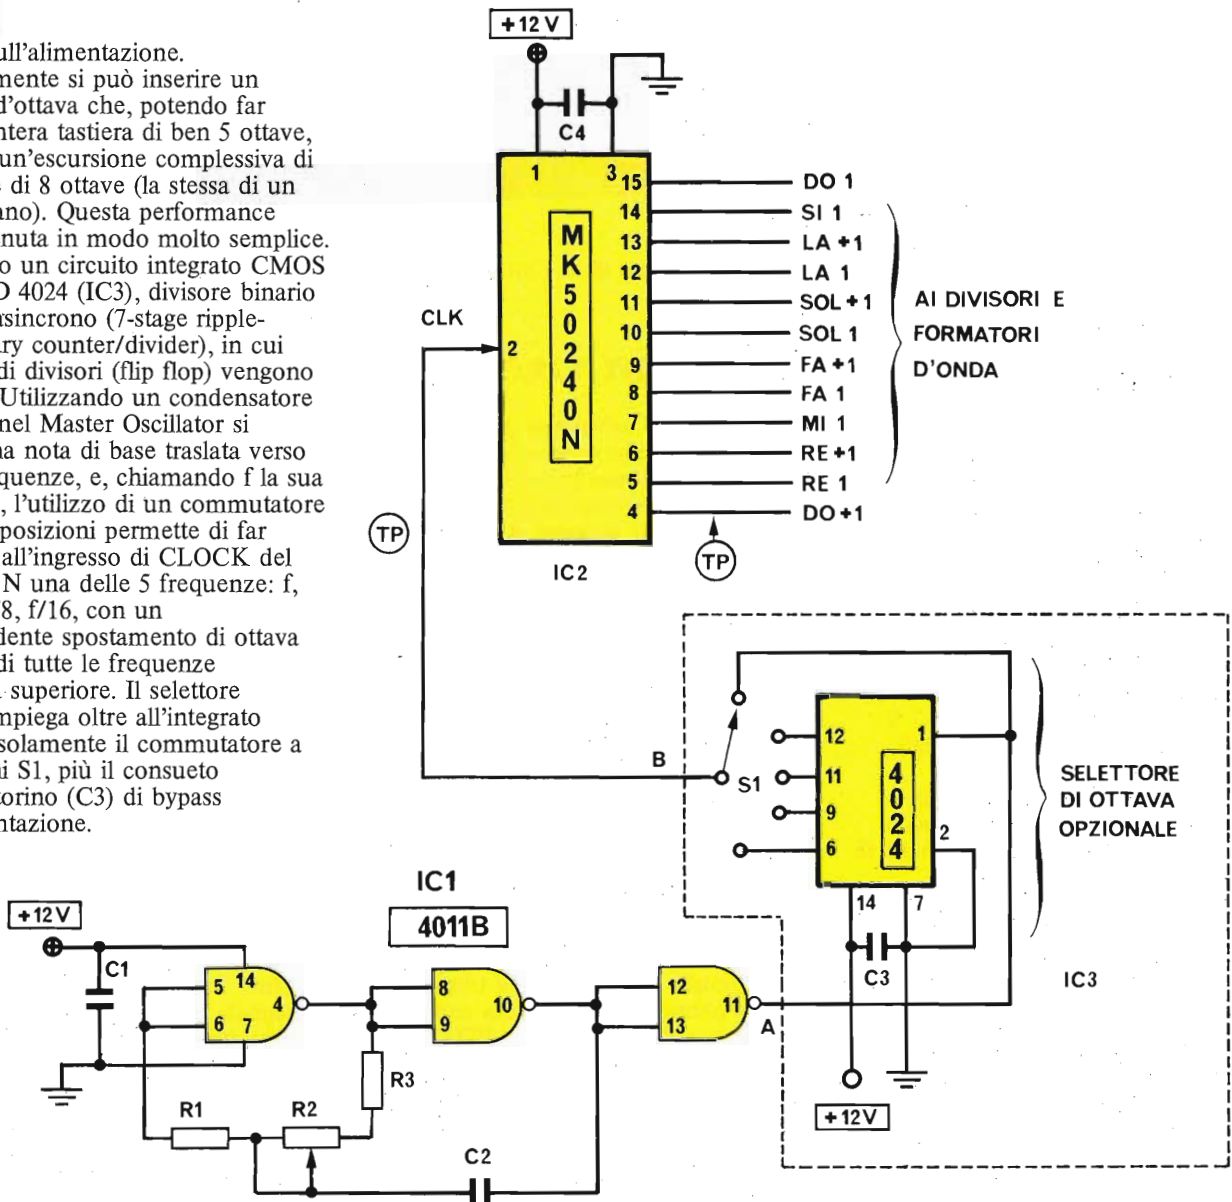 ull'alimentazione.
mente si può inserire un
d'ottava che, potendo far
ntera tastiera di ben 5 ottave,
un'escursione complessiva di
di 8 ottave (la stessa di un
ano). Questa performance
nuta in modo molto semplice.
o un circuito integrato CMOS
D 4024 (IC3), divisore binario
asincrono (7-stage ripple-
ary counter/divider), in cui
di divisori (flip flop) vengono
Utilizzando un condensatore
nel Master Oscillator si
na nota di base traslata verso
quenze, e, chiamando f la sua
, l'utilizzo di un commutatore
posizioni permette di far
all'ingresso di CLOCK del
N una delle 5 frequenze: f,
/8, f/16, con un
dente spostamento di ottava
di tutte le frequenze
a superiore. Il selettore
mpiega oltre all'integrato
solamente il commutatore a
ni S1, più il consueto
torino (C3) di bypass
ntazione.
+12 V
C4
1
3
15 DO 1
14 SI 1
13 LA +1
12 LA 1
11 SOL +1
10 SOL 1
9 FA +1
8 FA 1
7 MI 1
6 RE +1
5 RE 1
4 DO +1
MK50240N
CLK
2
AI DIVISORI E
FORMATORI
D'ONDA
TP
TP
IC2
B
S1
12
11
9
6
1
2
4024
14
7
C3
+12V
SELETTORE
DI OTTAVA
OPZIONALE
IC3
IC1
4011B
+12V
C1
5
6
14
7
4
8
9
10
12
13
11
A
R3
R1
R2
C2